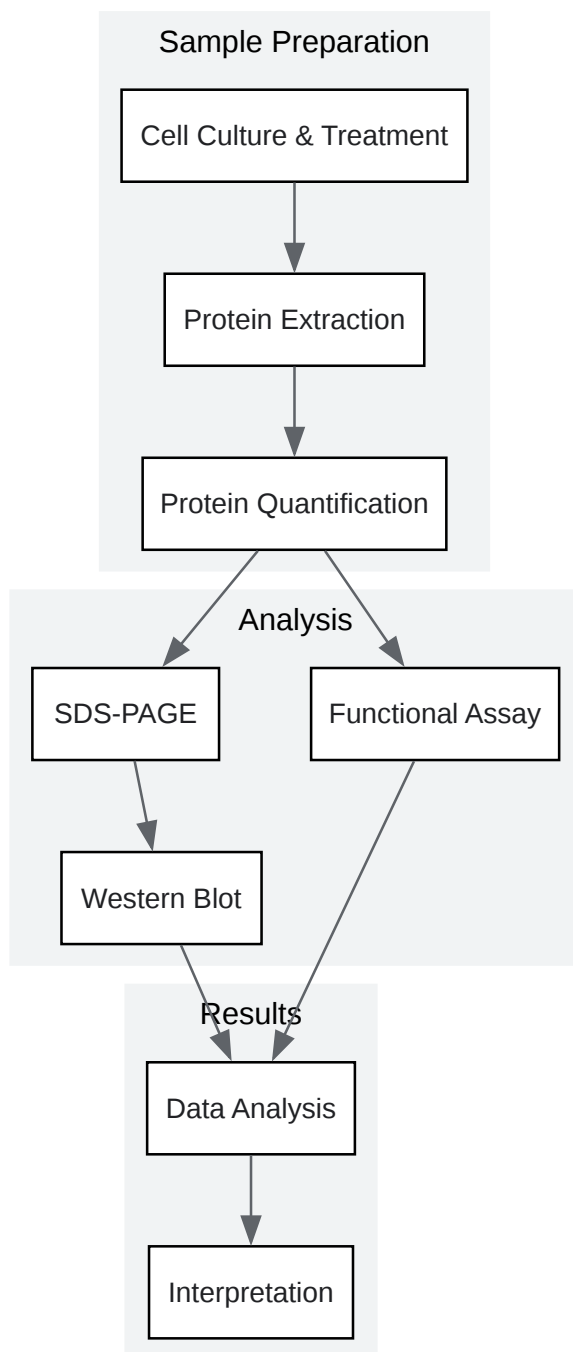 Sample Preparation
Cell Culture & Treatment
Protein Extraction
Protein Quantification
Analysis
SDS-PAGE
Functional Assay
Western Blot
Results
Data Analysis
Interpretation